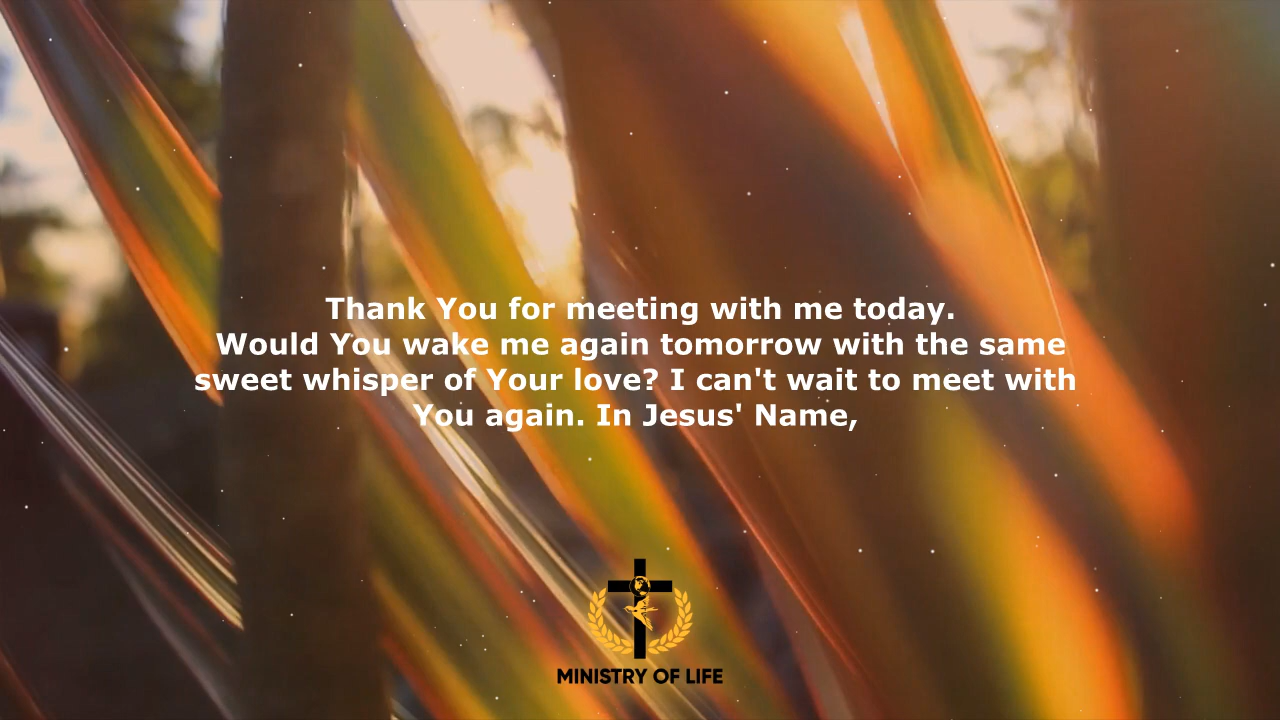 Thank You for meeting with me today.
Would You wake me again tomorrow with the same
sweet whisper of Your love? I can't wait to meet with
You again. In Jesus' Name,
MINISTRY OF LIFE